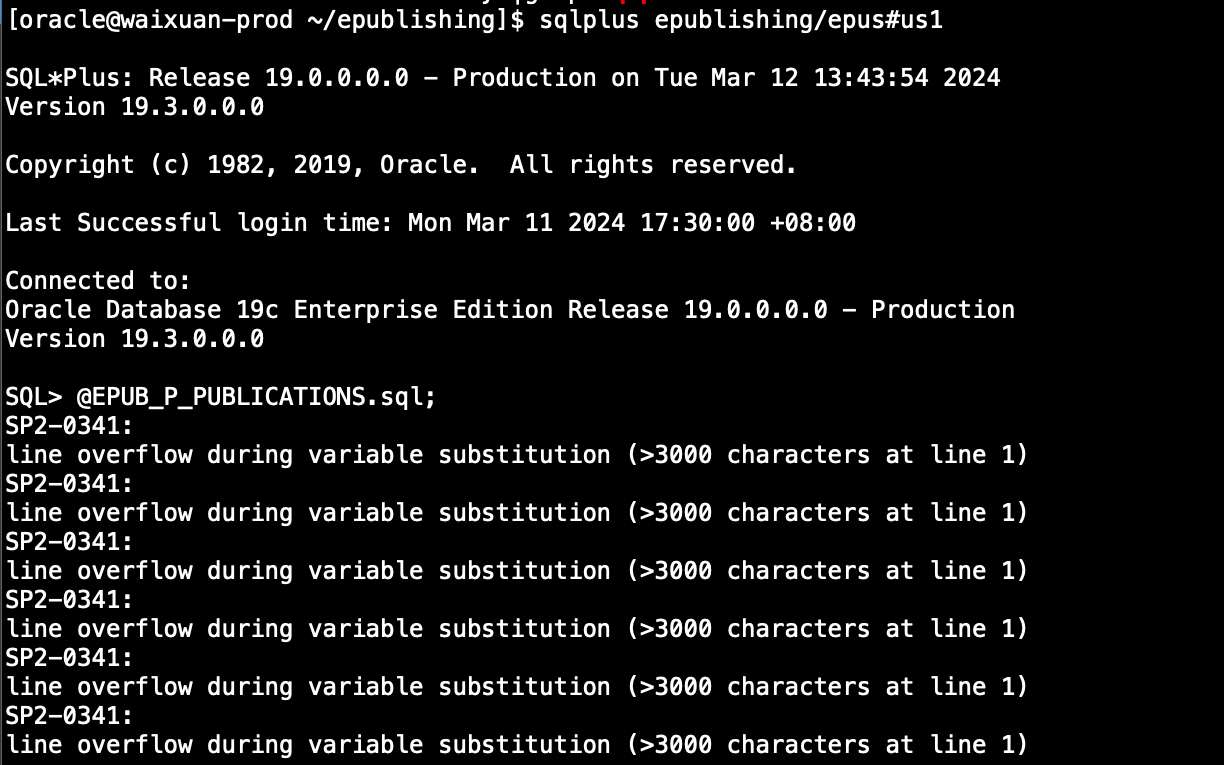 [oracle@waixuan-prod ~/epublishing]$ sqlplus epublishing/epus#us1
SQL*Plus: Release 19.0.0.0.0 - Production on Tue Mar 12 13:43:54 2024
Version 19.3.0.0.0
Copyright (c) 1982, 2019, Oracle.  All rights reserved.
Last Successful login time: Mon Mar 11 2024 17:30:00 +08:00
Connected to:
Oracle Database 19c Enterprise Edition Release 19.0.0.0.0 - Production
Version 19.3.0.0.0
SQL> @EPUB_P_PUBLICATIONS.sql;
SP2-0341:
line overflow during variable substitution (>3000 characters at line 1)
SP2-0341:
line overflow during variable substitution (>3000 characters at line 1)
SP2-0341:
line overflow during variable substitution (>3000 characters at line 1)
SP2-0341:
line overflow during variable substitution (>3000 characters at line 1)
SP2-0341:
line overflow during variable substitution (>3000 characters at line 1)
SP2-0341:
line overflow during variable substitution (>3000 characters at line 1)